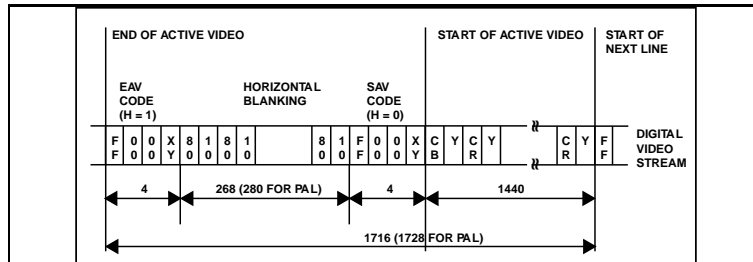 END OF ACTIVE VIDEO
START OF ACTIVE VIDEO
START OF
NEXT LINE
EAV
CODE
(H = 1)
HORIZONTAL
BLANKING
SAV
CODE
(H = 0)
F 0 0 X 8 1 8 1 8 1 F 0 0 X C Y C Y C Y F
F 0 0 Y 0 0 0 0 0 0 F 0 0 Y B R R F
DIGITAL
VIDEO
STREAM
4
268 (280 FOR PAL)
4
1440
1716 (1728 FOR PAL)